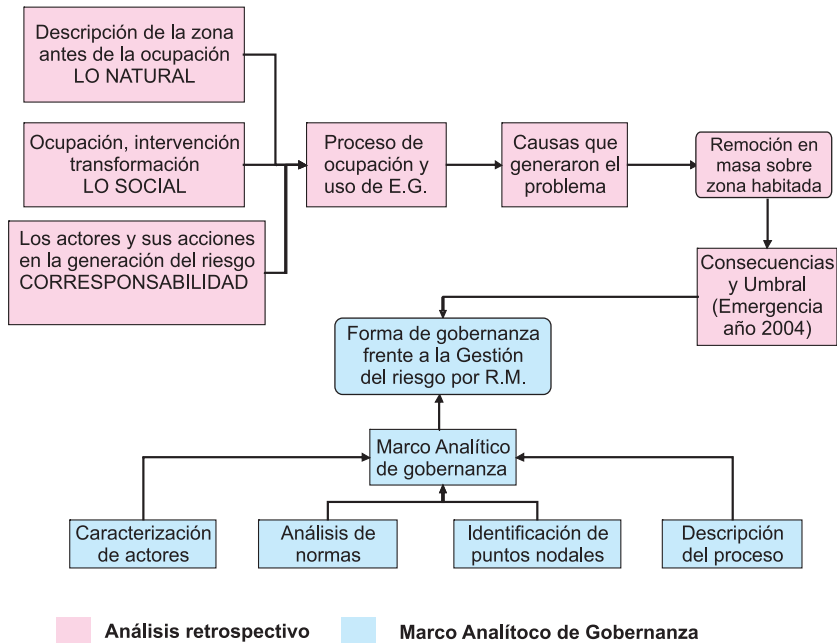 Descripción de la zona
antes de la ocupación
LO NATURAL
Ocupación, intervención
transformación
LO SOCIAL
Los actores y sus acciones
en la generación del riesgo
CORRESPONSABILIDAD
Proceso de
ocupación y
uso de E.G.
Causas que
generaron el
problema
Remoción en
masa sobre
zona habitada
Consecuencias
y Umbral
(Emergencia
año 2004)
Forma de gobernanza
frente a la Gestión
del riesgo por R.M.
Marco Analítico
de gobernanza
Caracterización
de actores
Análisis de
normas
Identificación de
puntos nodales
Descripción
del proceso
Análisis retrospectivo
Marco Analítoco de Gobernanza